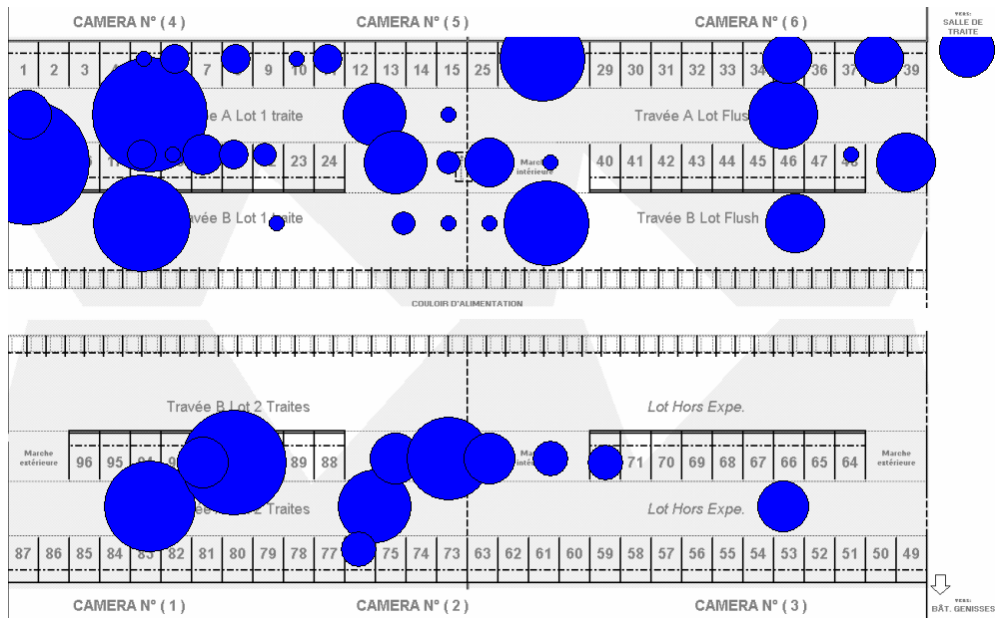 CAMERA N° ( 4 ) CAMERA N° ( 5 ) CAMERA N° ( 6 )
VERS:
SALLE DE
TRAITE
1 2 3 7 9 10 12 13 14 15 25 29 30 31 32 33 34 36 37 39
A Lot 1 traite Travée A Lot Flus
23 24 Marche intérieure 40 41 42 43 44 45 46 47 48
Lot 1 traite Travée B Lot Flush
COULOIR D'ALIMENTATION
Travée B Lot 2 Traites Lot Hors Expe.
Marche extérieure 96 95 94 89 88 71 70 69 68 67 66 65 64 Marche extérieure
2 Traites Lot Hors Expe.
87 86 85 84 83 82 81 80 79 78 77 75 74 73 63 62 61 60 59 58 57 56 55 54 53 52 51 50 49
CAMERA N° ( 1 ) CAMERA N° ( 2 ) CAMERA N° ( 3 )
VERS:
BÂT. GENISSES